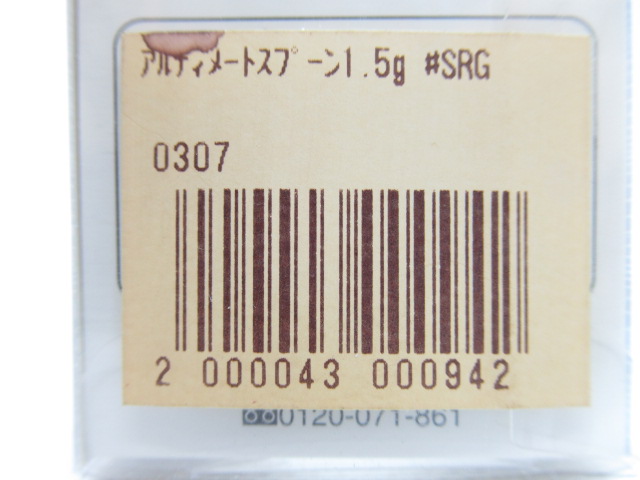 ｱﾙﾃｨﾒｰﾄｽﾌﾟｰﾝ1.5g #SRG
0307
2 000043 000942
0120-071-861